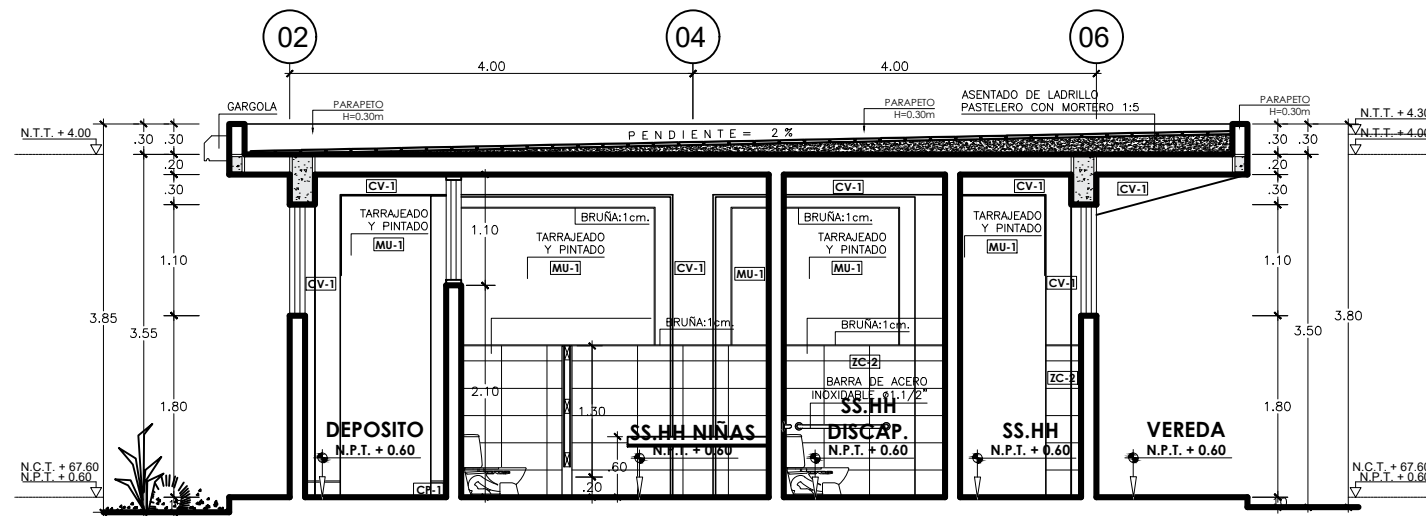 02
04
06
4.00
4.00
GARGOLA
PARAPETO
H=0.30m
PARAPETO
H=0.30m
ASENTADO DE LADRILLO
PASTELERO CON MORTERO 1:5
PARAPETO
H=0.30m
N.T.T. + 4.00
N.T.T. + 4.30
N.T.T. + 4.00
PENDIENTE = 2 %
.30
.30
.20
.30
.30
.30
.20
.30
CV-1
CV-1
CV-1
CV-1
TARRAJEADO
Y PINTADO
MU-1
BRUÑA:1cm.
TARRAJEADO
Y PINTADO
MU-1
CV-1
MU-1
BRUÑA:1cm.
TARRAJEADO
Y PINTADO
MU-1
TARRAJEADO
Y PINTADO
MU-1
1.10
1.10
1.10
CV-1
CV-1
3.85
3.55
3.50
3.80
BRUÑA:1cm.
BRUÑA:1cm.
ZC-2
ZC-2
BARRA DE ACERO
INOXIDABLE ø1.1/2"
1.80
2.10
1.30
1.80
DEPOSITO
N.P.T. + 0.60
SS.HH NIÑAS
N.P.T. + 0.60
SS.HH
DISCAP.
N.P.T. + 0.60
SS.HH
N.P.T. + 0.60
VEREDA
N.P.T. + 0.60
N.C.T. + 67.60
N.P.T. + 0.60
CP-1
.60
.20
N.C.T. + 67.60
N.P.T. + 0.60